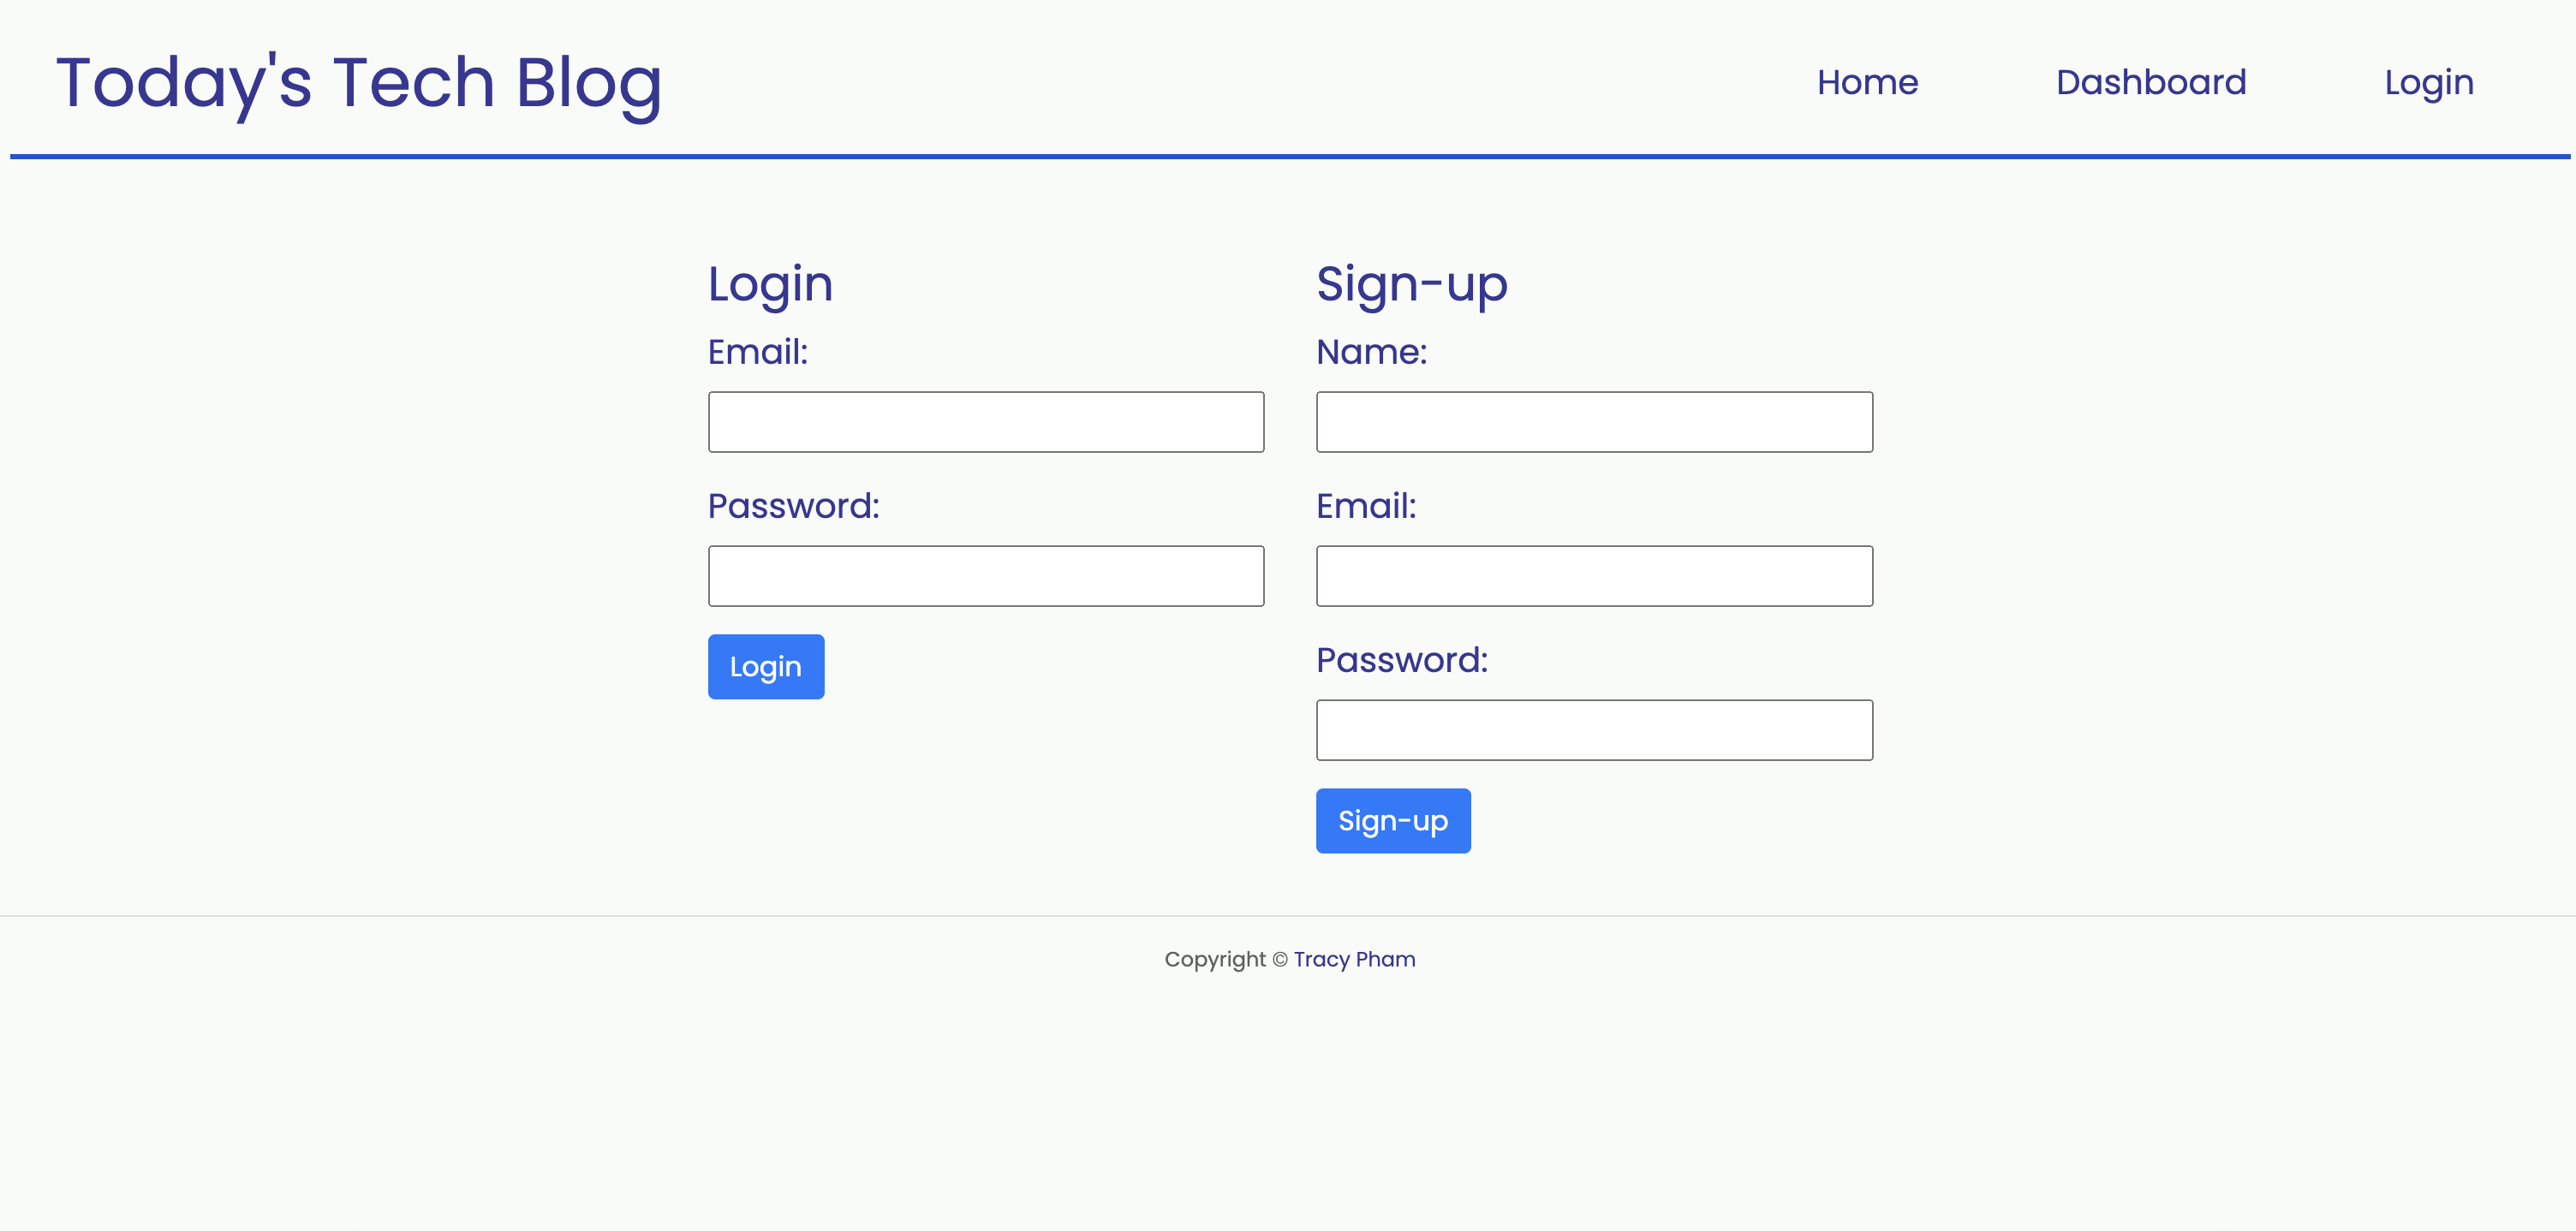 Today's Tech Blog
Home Dashboard Login
Login
Email:
Password:
Login
Sign-up
Name:
Email:
Password:
Sign-up
Copyright © Tracy Pham